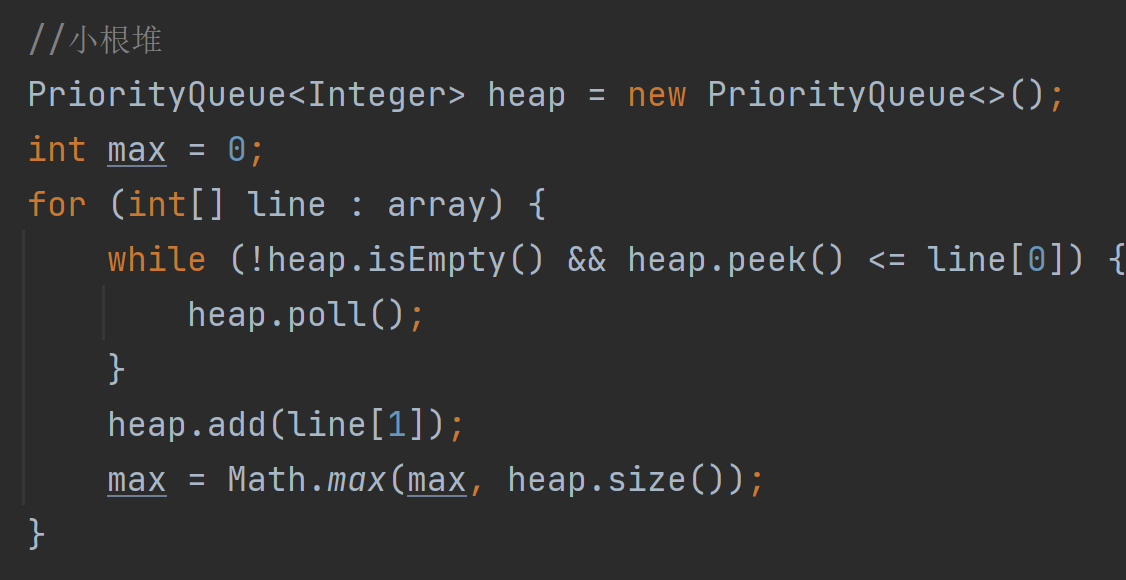 //小根堆
PriorityQueue<Integer> heap = new PriorityQueue<>();
int max = 0;
for (int[] line : array) {
    while (!heap.isEmpty() && heap.peek() <= line[0]) {
        heap.poll();
    }
    heap.add(line[1]);
    max = Math.max(max, heap.size());
}